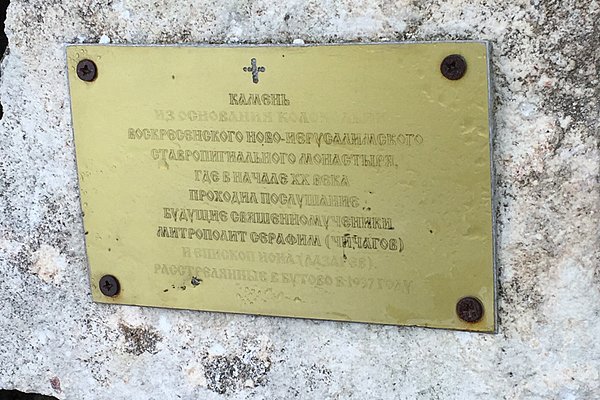 КАМЕНЬ
ИЗ ОСНОВАНИЯ КОЛОКОЛЬНИ
ВОСКРЕСЕНСКОГО НОВО-ИЕРУСАЛИМСКОГО
СТАВРОПИГИАЛЬНОГО МОНАСТЫРЯ,
ГДЕ В НАЧАЛЕ XX ВЕКА
ПРОХОДИЛ ПОСЛУШАНИЕ
БУДУЩИЕ СВЯЩЕННОМУЧЕНИКИ
МИТРОПОЛИТ СЕРАФИМ (ЧИЧАГОВ)
И ЕПИСКОП ИОНА (ЛАЗАРЕВ),
РАССТРЕЛЯННЫЕ В БУТОВО В 1937 ГОДУ